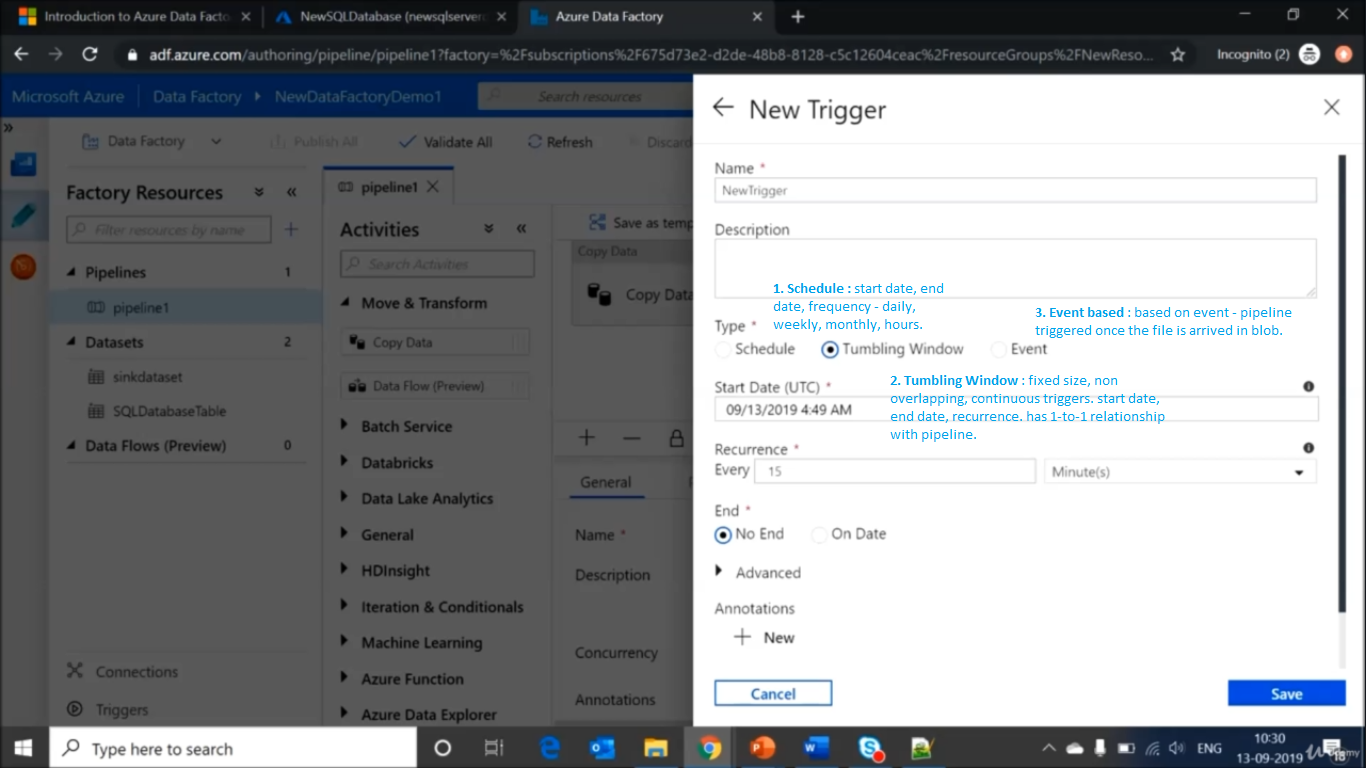 Introduction to Azure Data Facto
NewSQLDatabase (newsqlserver
Azure Data Factory
adf.azure.com/authoring/pipeline/pipeline1?factory=%2Fsubscriptions%2F675d73e2-d2de-48b8-8128-c5c12604ceac%2FresourceGroups%2FNewReso...
Incognito (2)
Microsoft Azure
Data Factory
NewDataFactoryDemo1
Search resources
Data Factory
Publish All
Validate All
Refresh
Discard
Factory Resources
Filter resources by name
Pipelines 1
pipeline1
Datasets 2
sinkdataset
SQLDatabaseTable
Data Flows (Preview) 0
Connections
Triggers
pipeline1
Activities
Search Activities
Move & Transform
Copy Data
Data Flow (Preview)
Batch Service
Databricks
Data Lake Analytics
General
HDInsight
Iteration & Conditionals
Machine Learning
Azure Function
Azure Data Explorer
Save as temp
Copy Data
Copy Data
General
Name *
Description
Concurrency
Annotations
New Trigger
Name *
NewTrigger
Description
1. Schedule : start date, end
date, frequency - daily,
weekly, monthly, hours.
3. Event based : based on event - pipeline
triggered once the file is arrived in blob.
Type *
Schedule
Tumbling Window
Event
2. Tumbling Window : fixed size, non
overlapping, continuous triggers. start date,
end date, recurrence. has 1-to-1 relationship
with pipeline.
Start Date (UTC) *
09/13/2019 4:49 AM
Recurrence *
Every 15 Minute(s)
End *
No End
On Date
Advanced
Annotations
New
Cancel
Save
Type here to search
ENG
10:30
13-09-2019
18